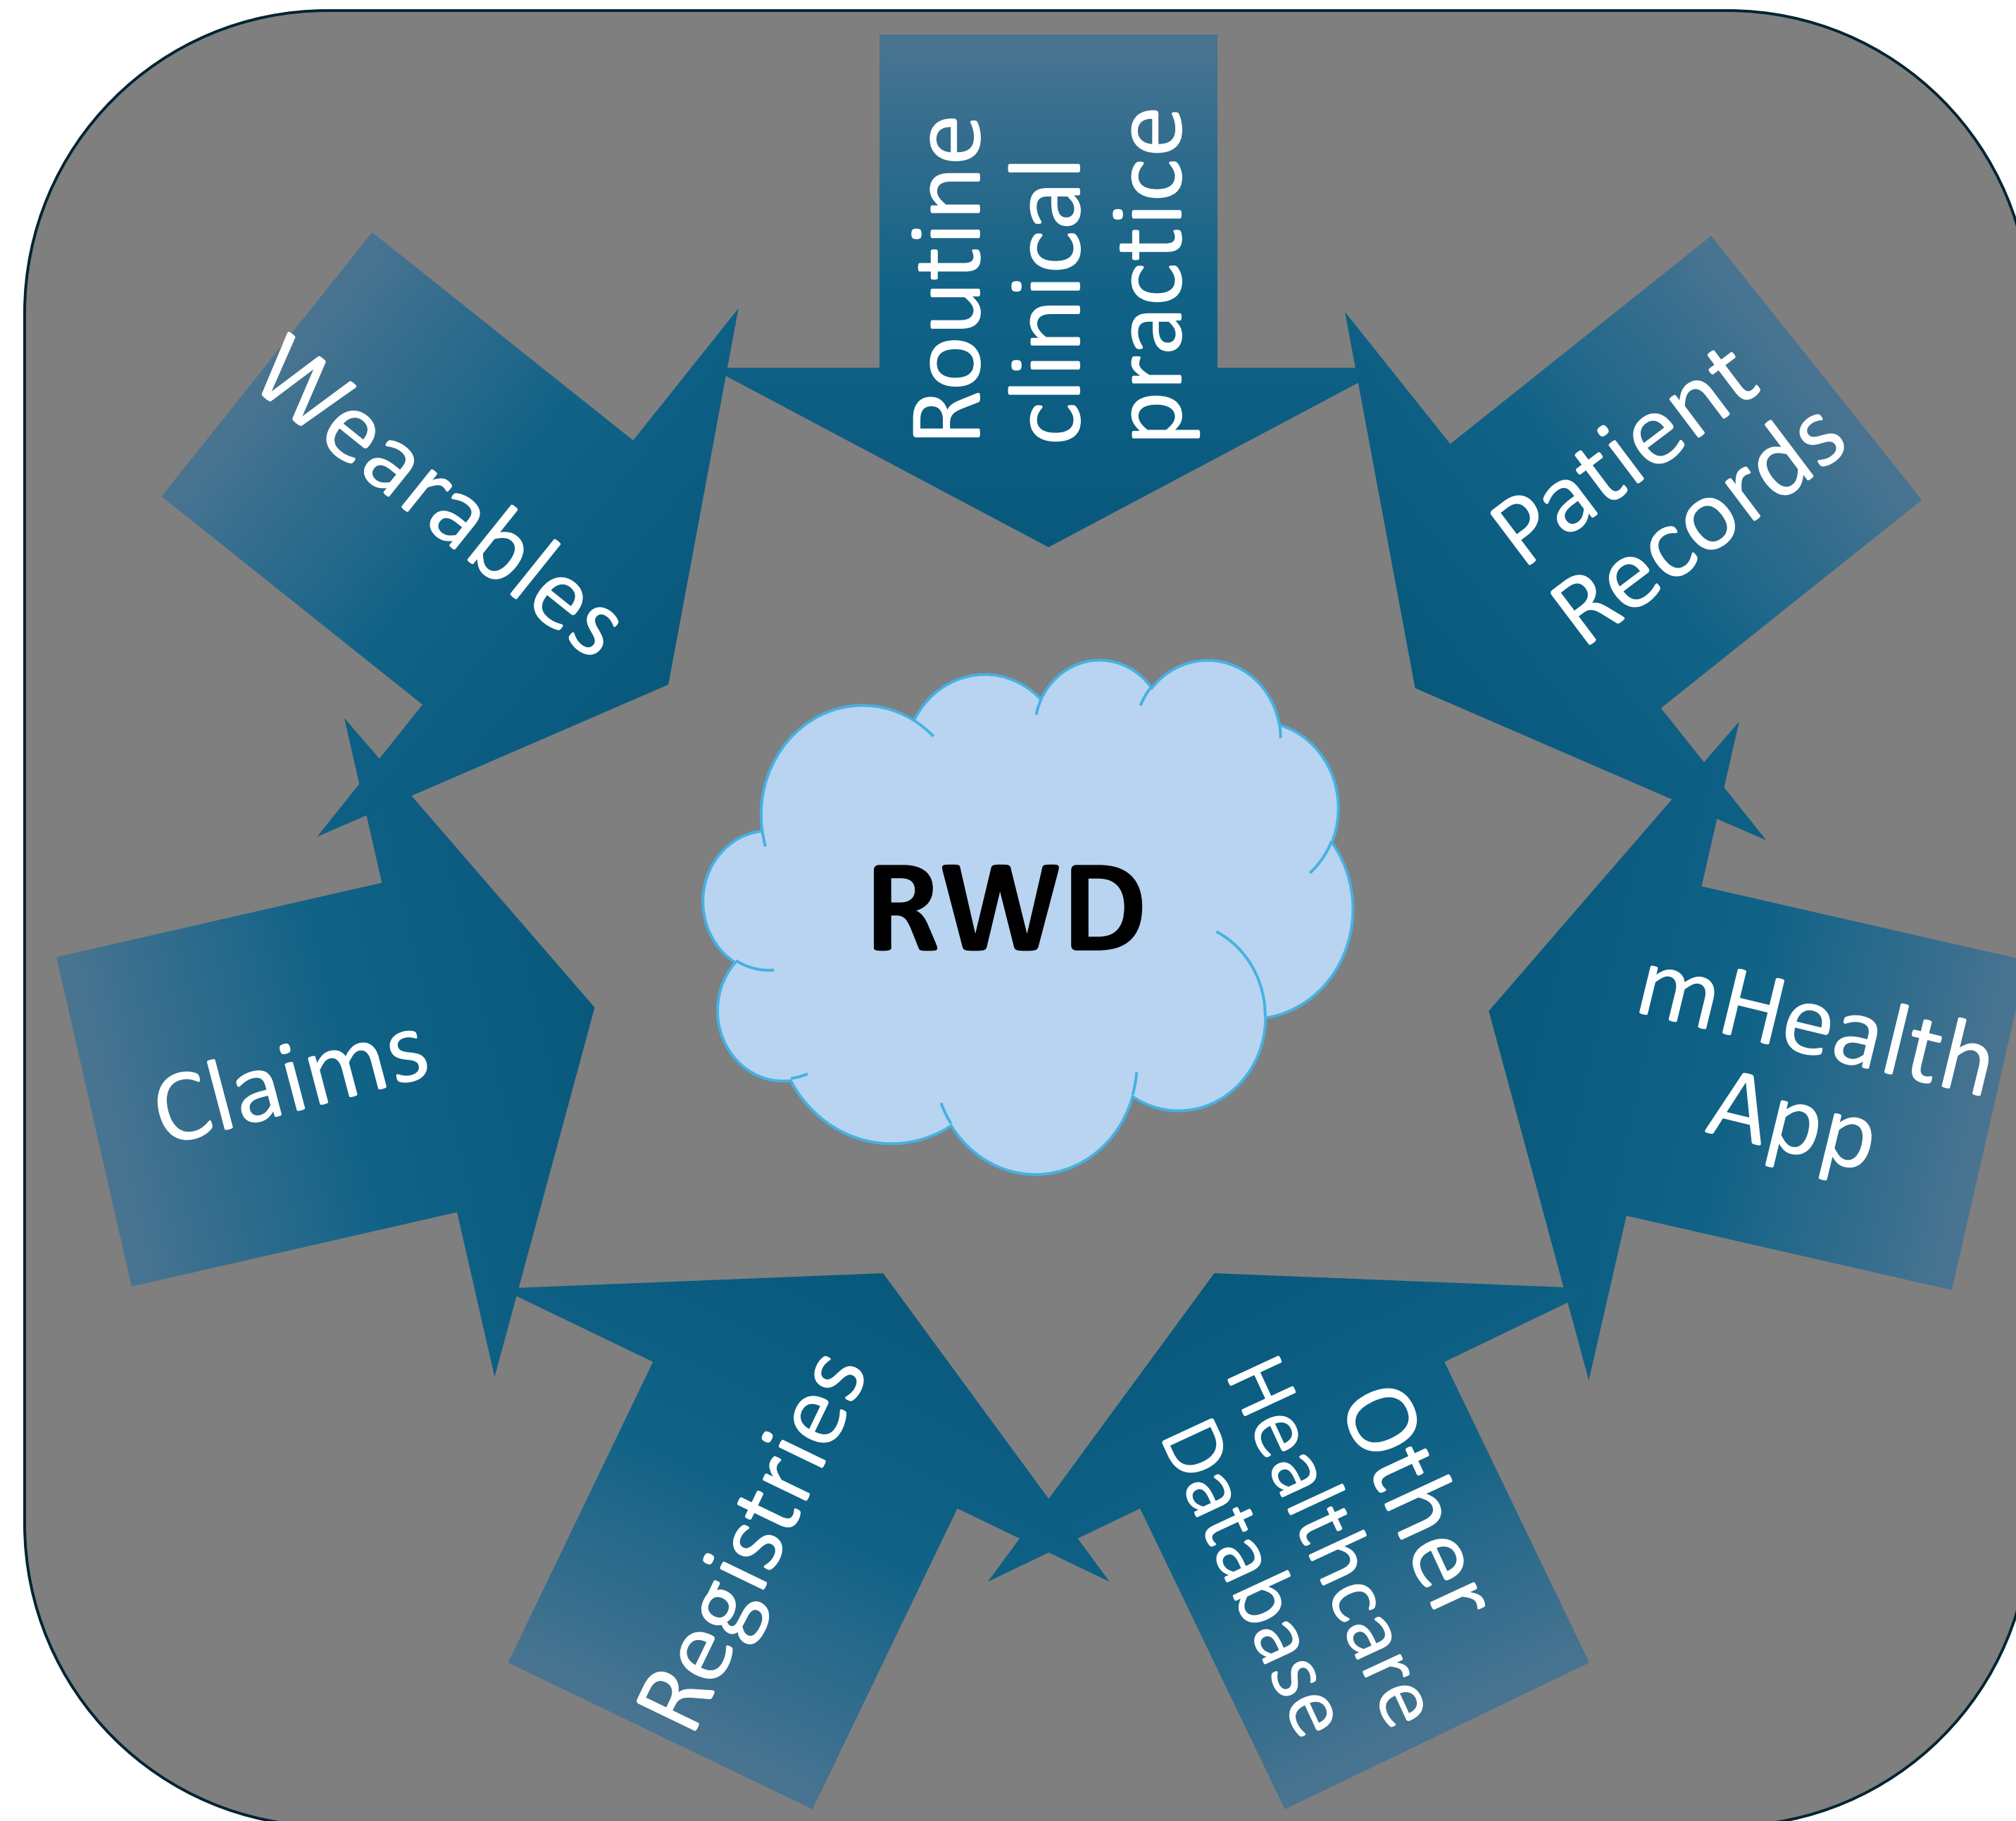 Routine
clinical
practice
Patient
Records
mHealth
App
Other
Healthcare
Database
Registries
Claims
Wearables
RWD